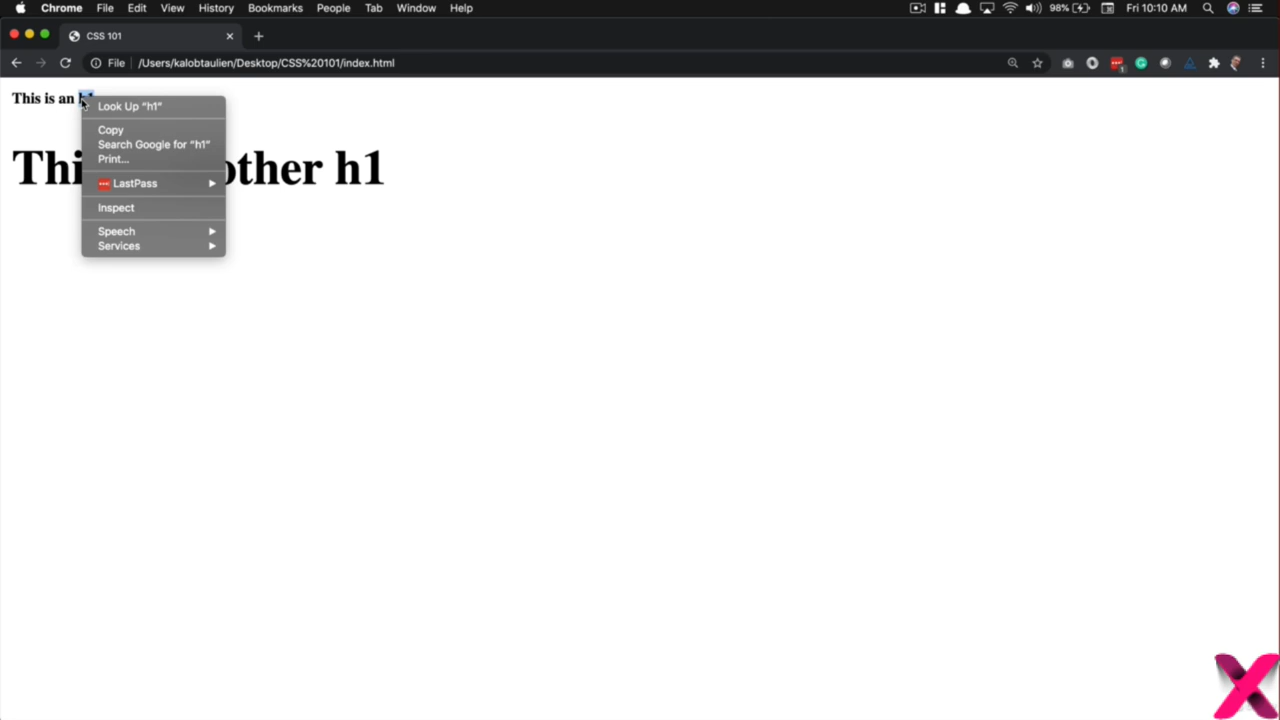 Chrome File Edit View History Bookmarks People Tab Window Help 98% Fri 10:10 AM
CSS 101
File /Users/kalobtaulien/Desktop/CSS%20101/index.html
This is an h1
Look Up “h1”
Copy
Search Google for “h1”
Print...
Thi other h1
LastPass
Inspect
Speech
Services
X